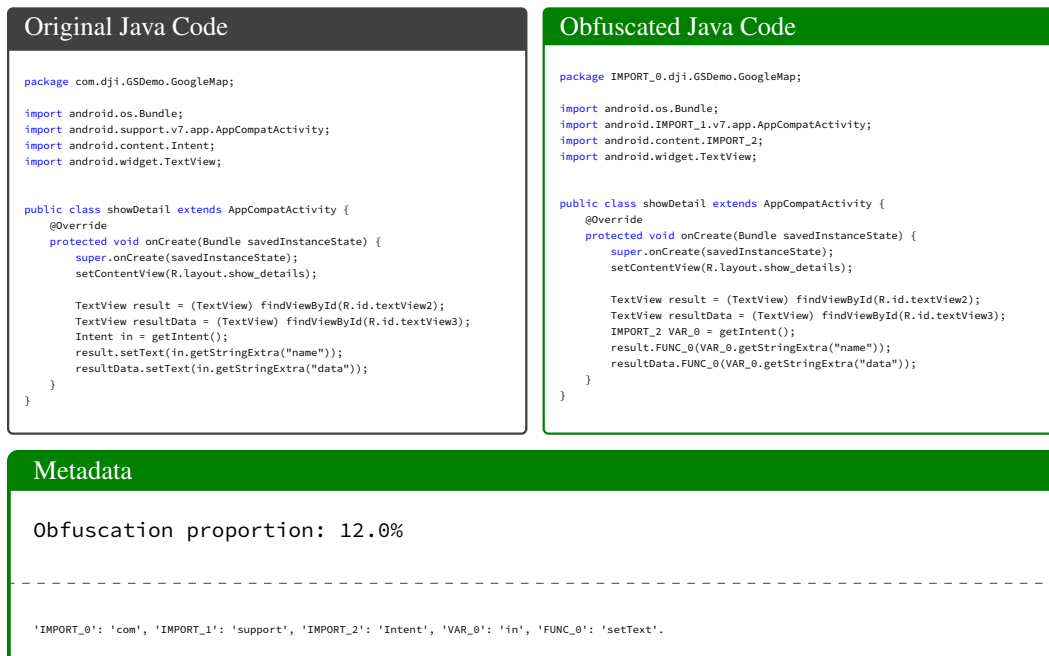 Original Java Code
package com.dji.GSDemo.GoogleMap;
import android.os.Bundle;
import android.support.v7.app.AppCompatActivity;
import android.content.Intent;
import android.widget.TextView;
public class showDetail extends AppCompatActivity {
@Override
protected void onCreate(Bundle savedInstanceState) {
super.onCreate(savedInstanceState);
setContentView(R.layout.show_details);
TextView result = (TextView) findViewById(R.id.textView2);
TextView resultData = (TextView) findViewById(R.id.textView3);
Intent in = getIntent();
result.setText(in.getStringExtra("name"));
resultData.setText(in.getStringExtra("data"));
}
}
Obfuscated Java Code
package IMPORT_0.dji.GSDemo.GoogleMap;
import android.os.Bundle;
import android.IMPORT_1.v7.app.AppCompatActivity;
import android.content.IMPORT_2;
import android.widget.TextView;
public class showDetail extends AppCompatActivity {
@Override
protected void onCreate(Bundle savedInstanceState) {
super.onCreate(savedInstanceState);
setContentView(R.layout.show_details);
TextView result = (TextView) findViewById(R.id.textView2);
TextView resultData = (TextView) findViewById(R.id.textView3);
IMPORT_2 VAR_0 = getIntent();
result.FUNC_0(VAR_0.getStringExtra("name"));
resultData.FUNC_0(VAR_0.getStringExtra("data"));
}
}
Metadata
Obfuscation proportion: 12.0%
'IMPORT_0': 'com', 'IMPORT_1': 'support', 'IMPORT_2': 'Intent', 'VAR_0': 'in', 'FUNC_0': 'setText'.